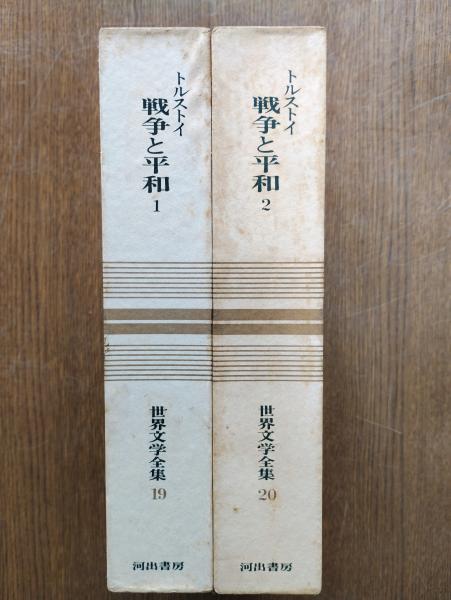 トルストイ
戦争と平和
1
世界文学全集
19
河出書房
トルストイ
戦争と平和
2
世界文学全集
20
河出書房